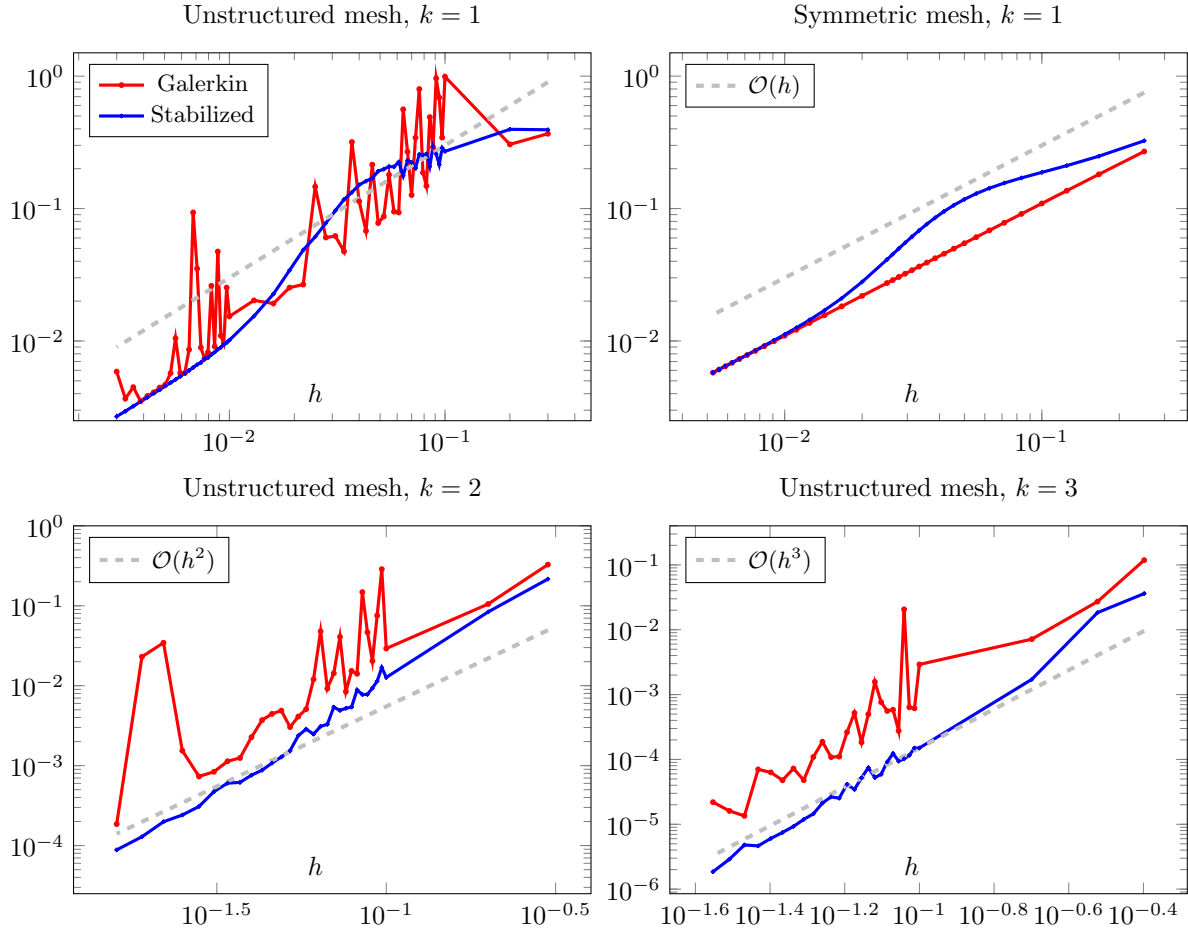 Unstructured mesh, k = 1
Galerkin
Stabilized
10^0
10^{-1}
10^{-2}
10^{-2}
10^{-1}
h
Symmetric mesh, k = 1
O(h)
10^0
10^{-1}
10^{-2}
10^{-2}
10^{-1}
h
Unstructured mesh, k = 2
O(h^2)
10^0
10^{-1}
10^{-2}
10^{-3}
10^{-4}
10^{-1.5}
10^{-1}
10^{-0.5}
h
Unstructured mesh, k = 3
O(h^3)
10^{-1}
10^{-2}
10^{-3}
10^{-4}
10^{-5}
10^{-6}
10^{-1.6}
10^{-1.4}
10^{-1.2}
10^{-1}
10^{-0.8}
10^{-0.6}
10^{-0.4}
h